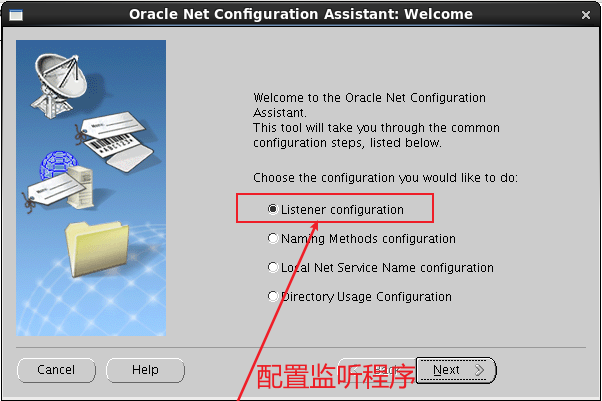 Oracle Net Configuration Assistant: Welcome
Welcome to the Oracle Net Configuration
Assistant.
This tool will take you through the common
configuration steps, listed below.
Choose the configuration you would like to do:
Listener configuration
Naming Methods configuration
Local Net Service Name configuration
Directory Usage Configuration
Cancel
Help
Back
Next
配置监听程序